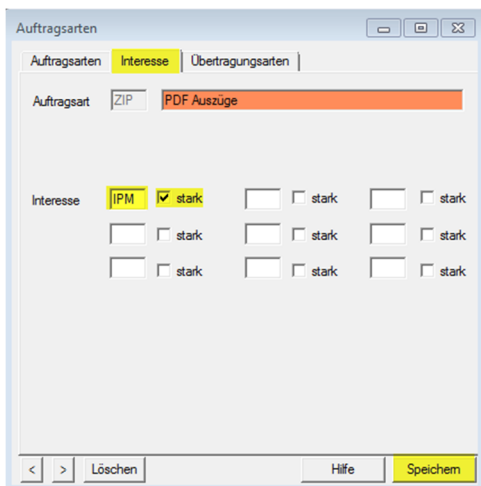 Auftragsarten
Auftragsarten Interesse Übertragungsarten
Auftragsart ZIP PDF Auszüge
Interesse IPM stark stark stark
stark stark stark
stark stark stark
< > Löschen Hilfe Speichern